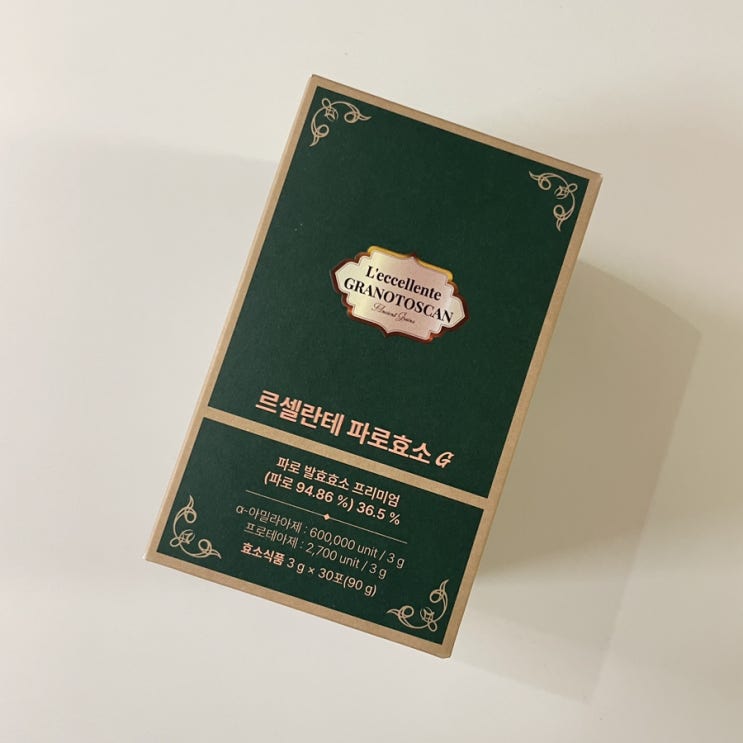 L'eccellente
GRANOTOSCAN
Ancient Grains
르셀란테 파로효소 G
파로 발효효소 프리미엄
(파로 94.86 %) 36.5 %
α-아밀라아제 : 600,000 unit / 3 g
프로테아제 : 2,700 unit / 3 g
효소식품 3 g × 30포(90 g)